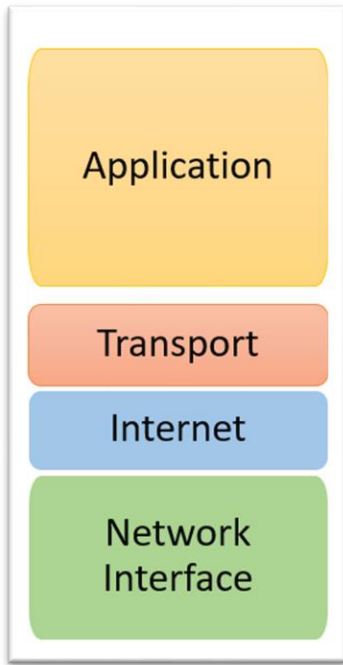 Application
Transport
Internet
Network
Interface